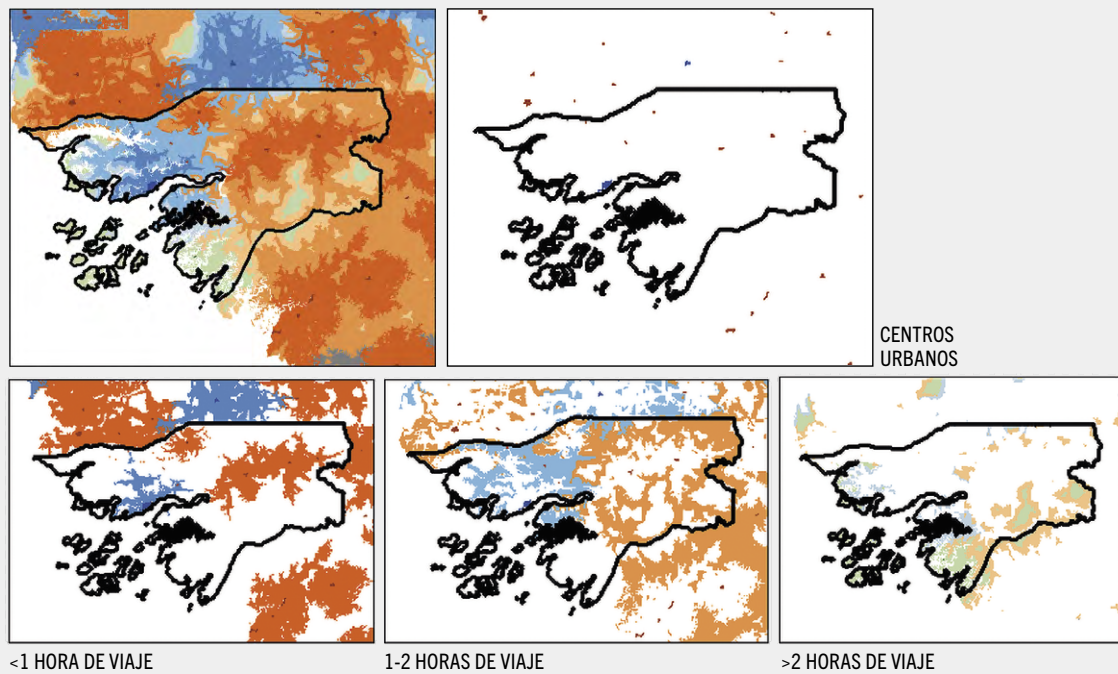 CENTROS
URBANOS
<1 HORA DE VIAJE
1-2 HORAS DE VIAJE
>2 HORAS DE VIAJE